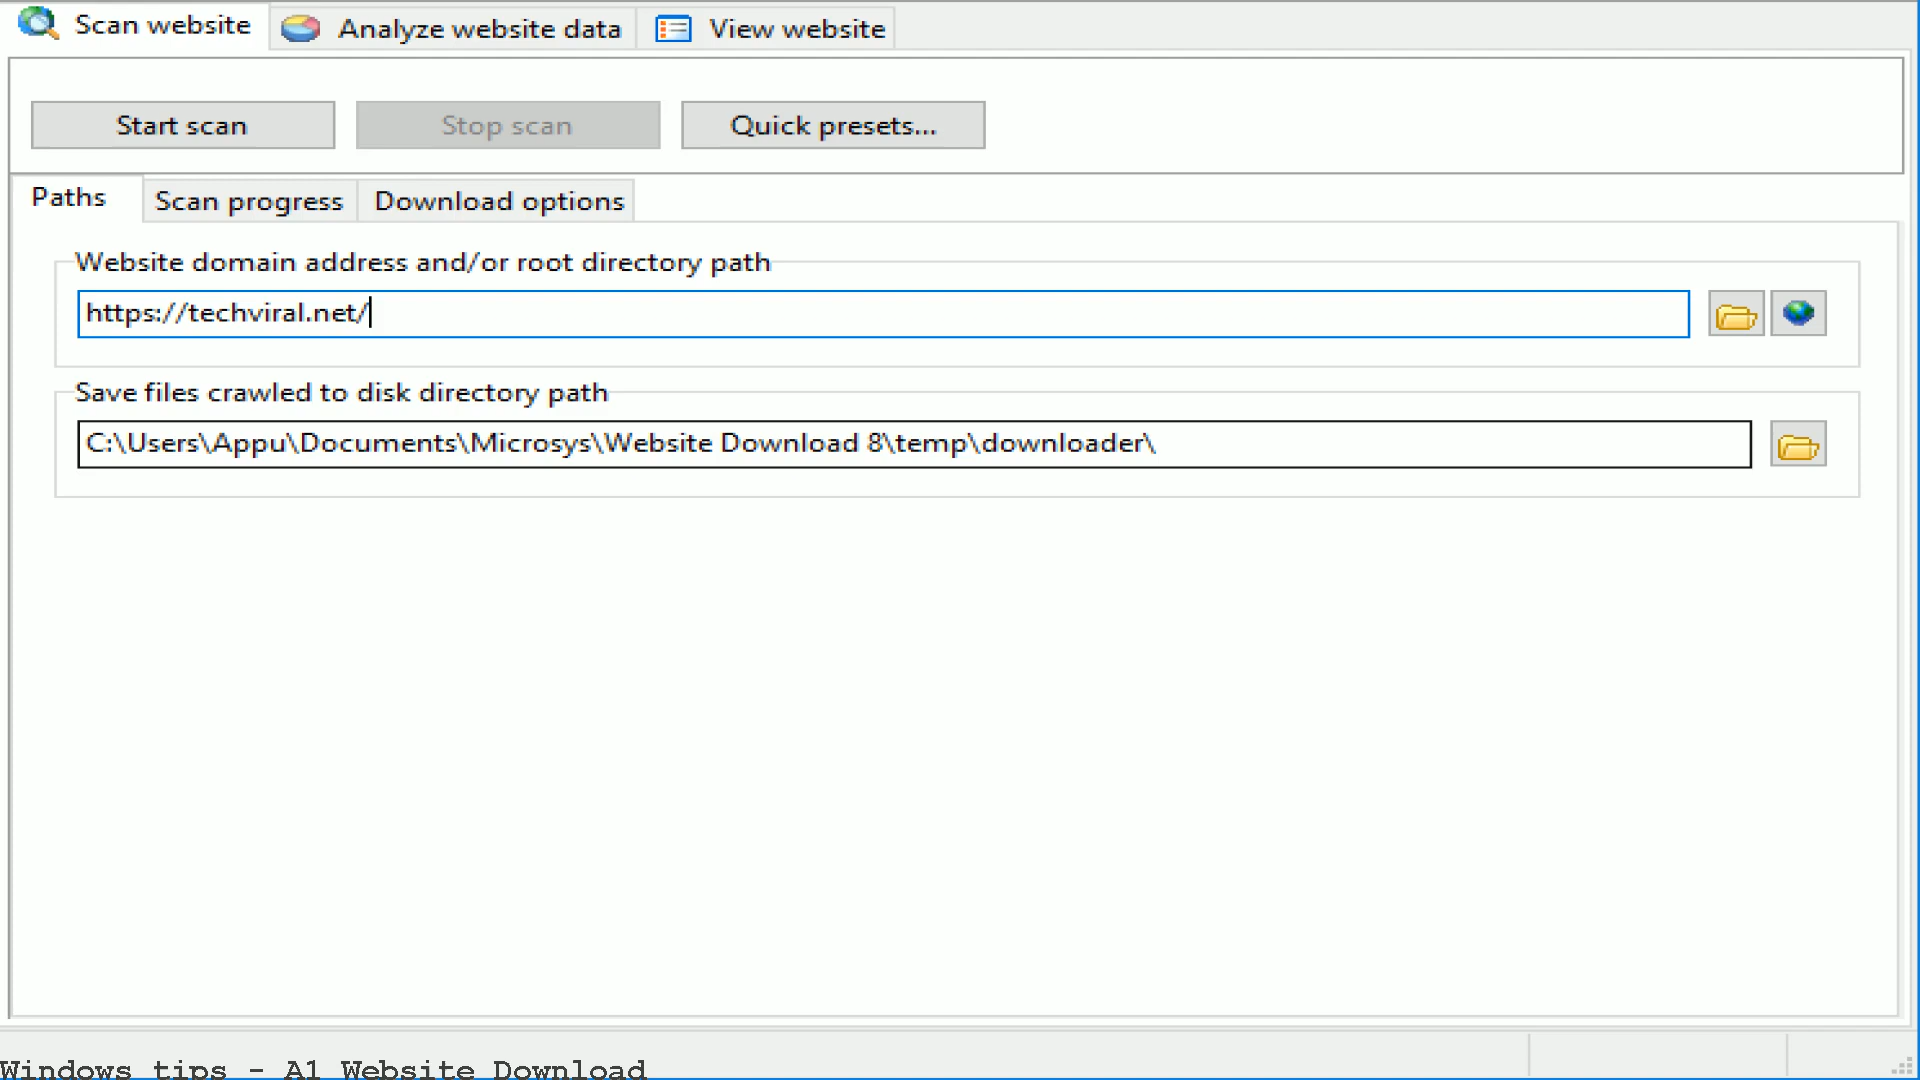 Scan website
Analyze website data
View website
Start scan
Stop scan
Quick presets...
Paths
Scan progress
Download options
Website domain address and/or root directory path
https://techviral.net/
Save files crawled to disk directory path
C:\Users\Appu\Documents\Microsys\Website Download 8\temp\downloader\
Windows tips - A1 Website Download